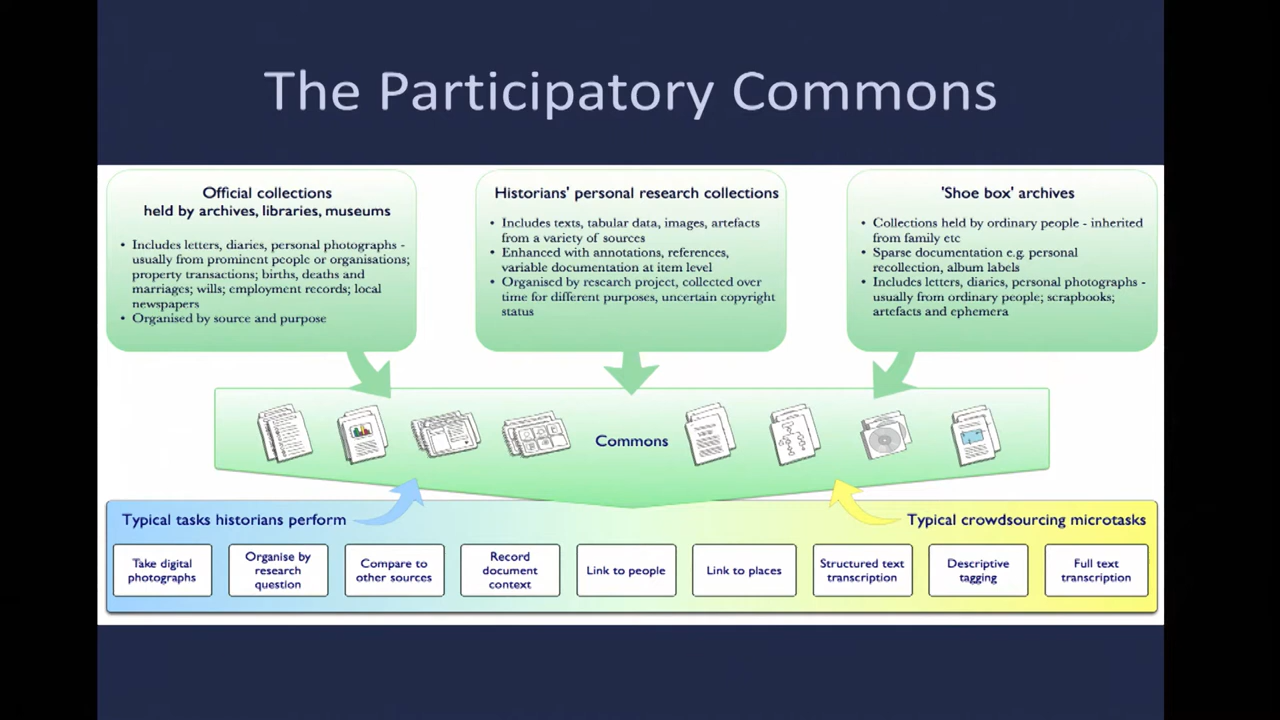 The Participatory Commons
Official collections
held by archives, libraries, museums
• Includes letters, diaries, personal photographs -
usually from prominent people or organisations;
property transactions; births, deaths and
marriages; wills; employment records; local
newspapers
• Organised by source and purpose
Historians' personal research collections
• Includes texts, tabular data, images, artefacts
from a variety of sources
• Enhanced with annotations, references,
variable documentation at item level
• Organised by research project, collected over
time for different purposes, uncertain copyright
status
'Shoe box' archives
• Collections held by ordinary people - inherited
from family etc
• Sparse documentation e.g. personal
recollection, album labels
• Includes letters, diaries, personal photographs -
usually from ordinary people; scrapbooks;
artefacts and ephemera
Commons
Typical tasks historians perform
Typical crowdsourcing microtasks
Take digital
photographs
Organise by
research
question
Compare to
other sources
Record
document
context
Link to people
Link to places
Structured text
transcription
Descriptive
tagging
Full text
transcription